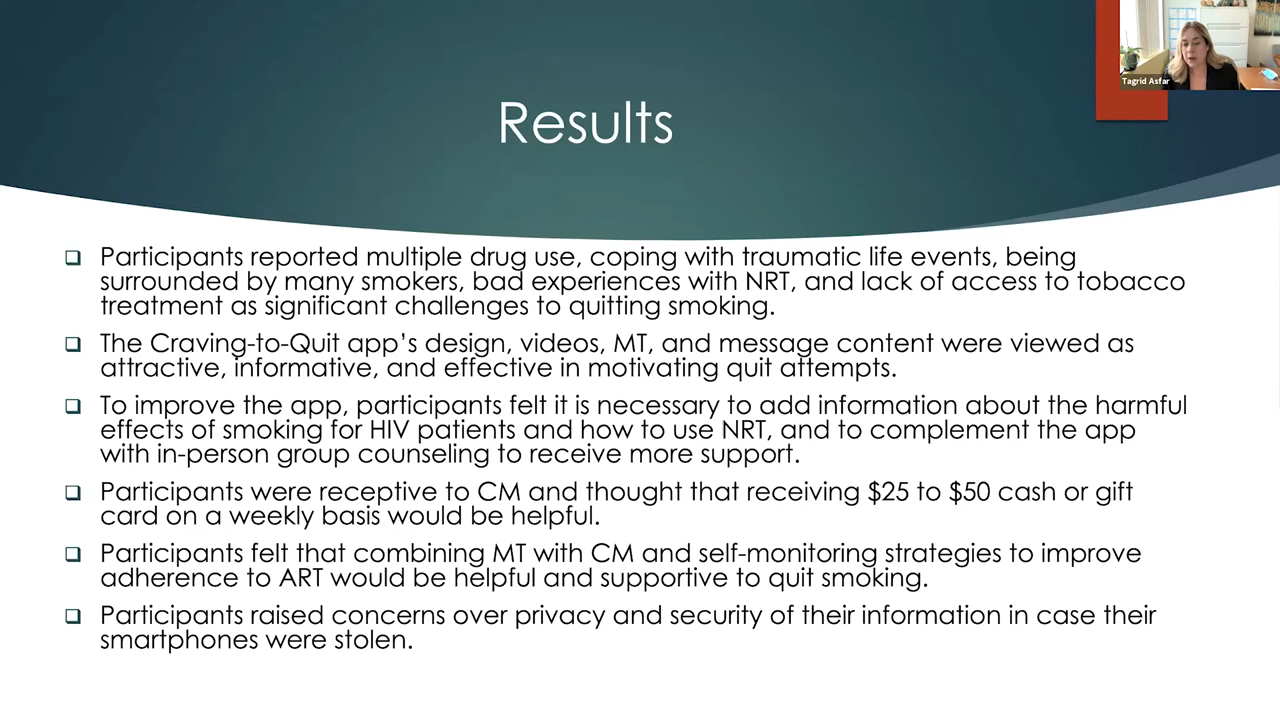 Tagrid Asfar
Results
Participants reported multiple drug use, coping with traumatic life events, being
surrounded by many smokers, bad experiences with NRT, and lack of access to tobacco
treatment as significant challenges to quitting smoking.
The Craving-to-Quit app’s design, videos, MT, and message content were viewed as
attractive, informative, and effective in motivating quit attempts.
To improve the app, participants felt it is necessary to add information about the harmful
effects of smoking for HIV patients and how to use NRT, and to complement the app
with in-person group counseling to receive more support.
Participants were receptive to CM and thought that receiving $25 to $50 cash or gift
card on a weekly basis would be helpful.
Participants felt that combining MT with CM and self-monitoring strategies to improve
adherence to ART would be helpful and supportive to quit smoking.
Participants raised concerns over privacy and security of their information in case their
smartphones were stolen.